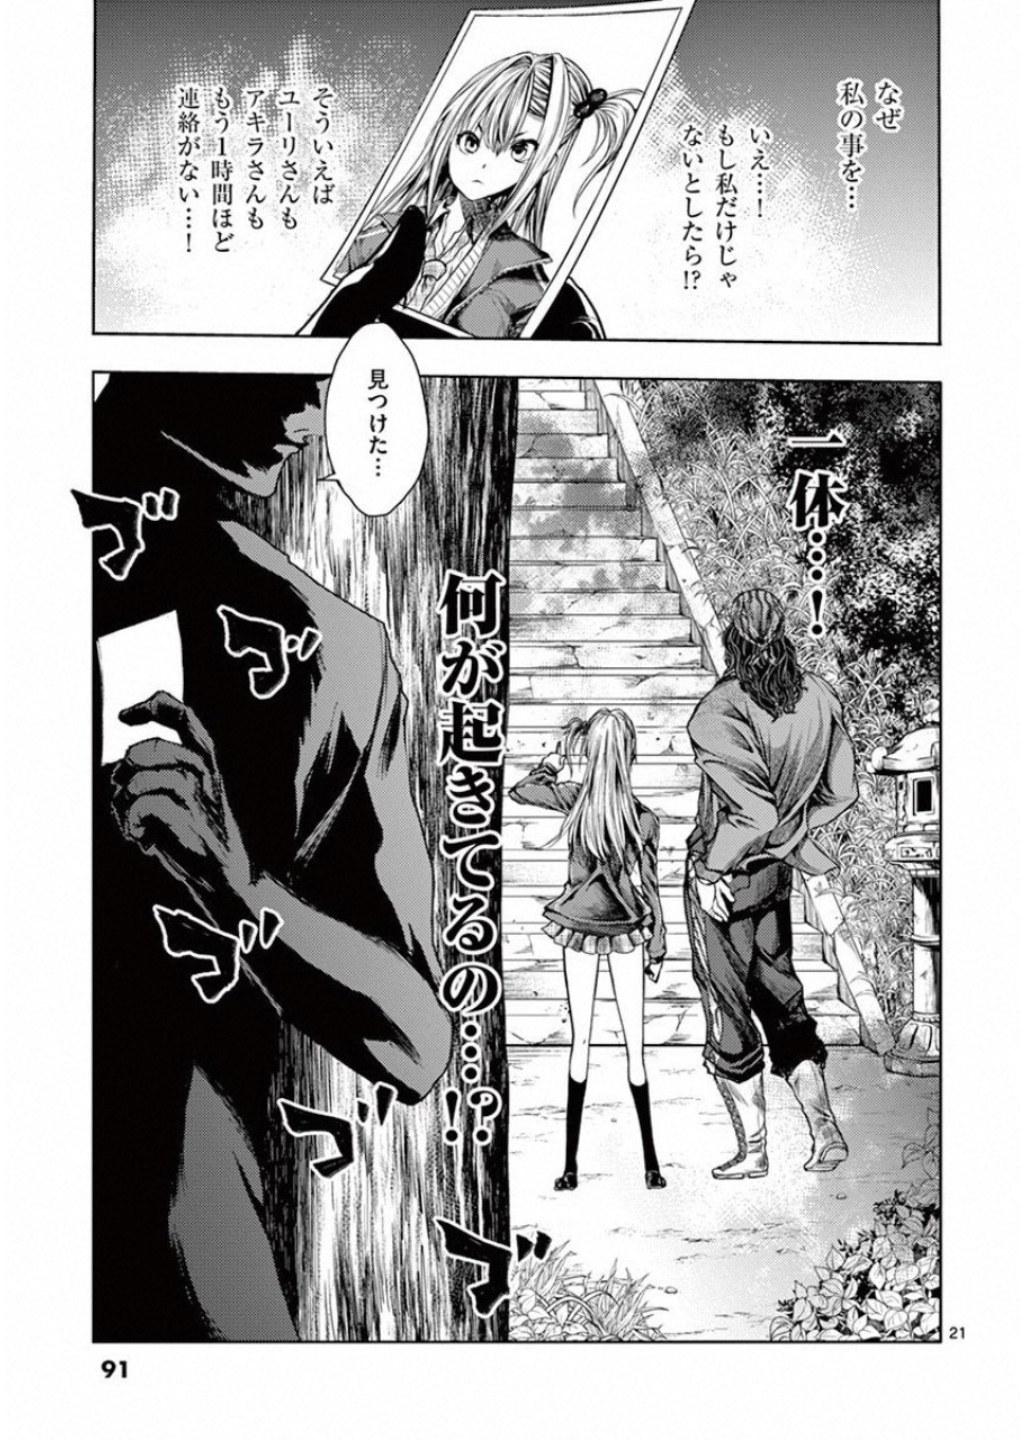 なぜ
私の事を…
いえ…!
もし私だけじゃ
ないとしたら!?
そういえば
ユーリさんも
アキラさんも
もう1時間ほど
連絡がない…!
見つけた…
一体…!
何が起きてるの…!?
ゴ
ゴ
ゴ
ゴ
ゴ
21
91